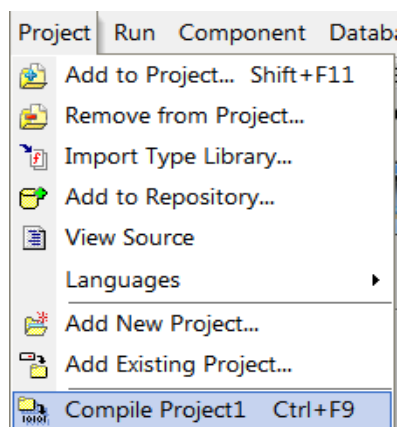 Project Run Component Datab
Add to Project... Shift+F11
Remove from Project...
Import Type Library...
Add to Repository...
View Source
Languages
Add New Project...
Add Existing Project...
Compile Project1 Ctrl+F9